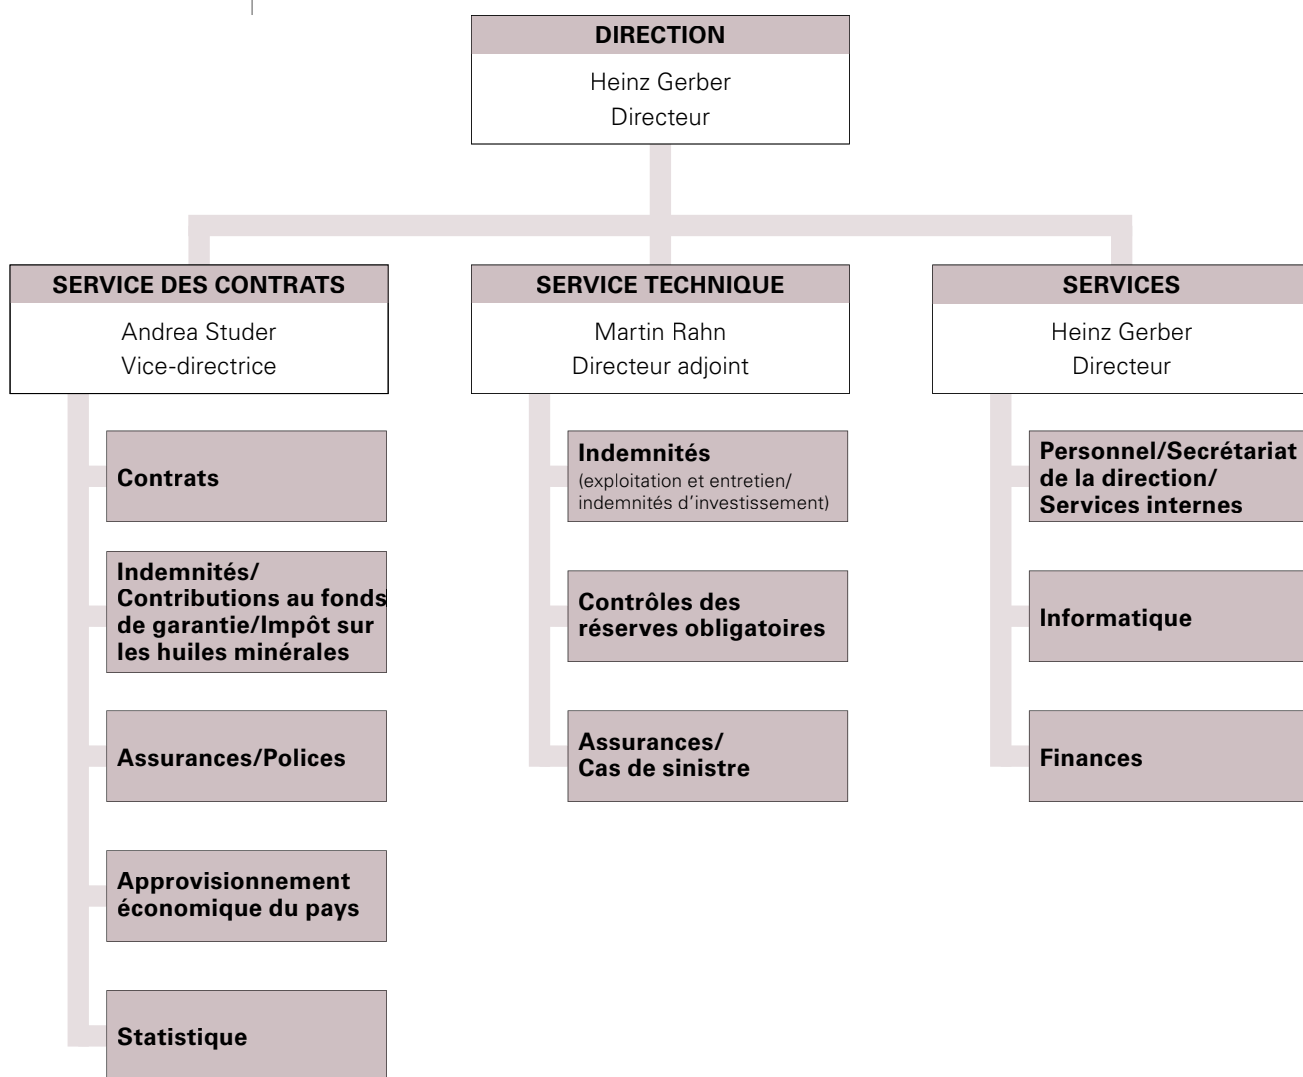 DIRECTION
Heinz Gerber
Directeur
SERVICE DES CONTRATS
Andrea Studer
Vice-directrice
Contrats
Indemnités/
Contributions au fonds
de garantie/Impôt sur
les huiles minérales
Assurances/Polices
Approvisionnement
économique du pays
Statistique
SERVICE TECHNIQUE
Martin Rahn
Directeur adjoint
Indemnités
(exploitation et entretien/
indemnités d’investissement)
Contrôles des
réserves obligatoires
Assurances/
Cas de sinistre
SERVICES
Heinz Gerber
Directeur
Personnel/Secrétariat
de la direction/
Services internes
Informatique
Finances